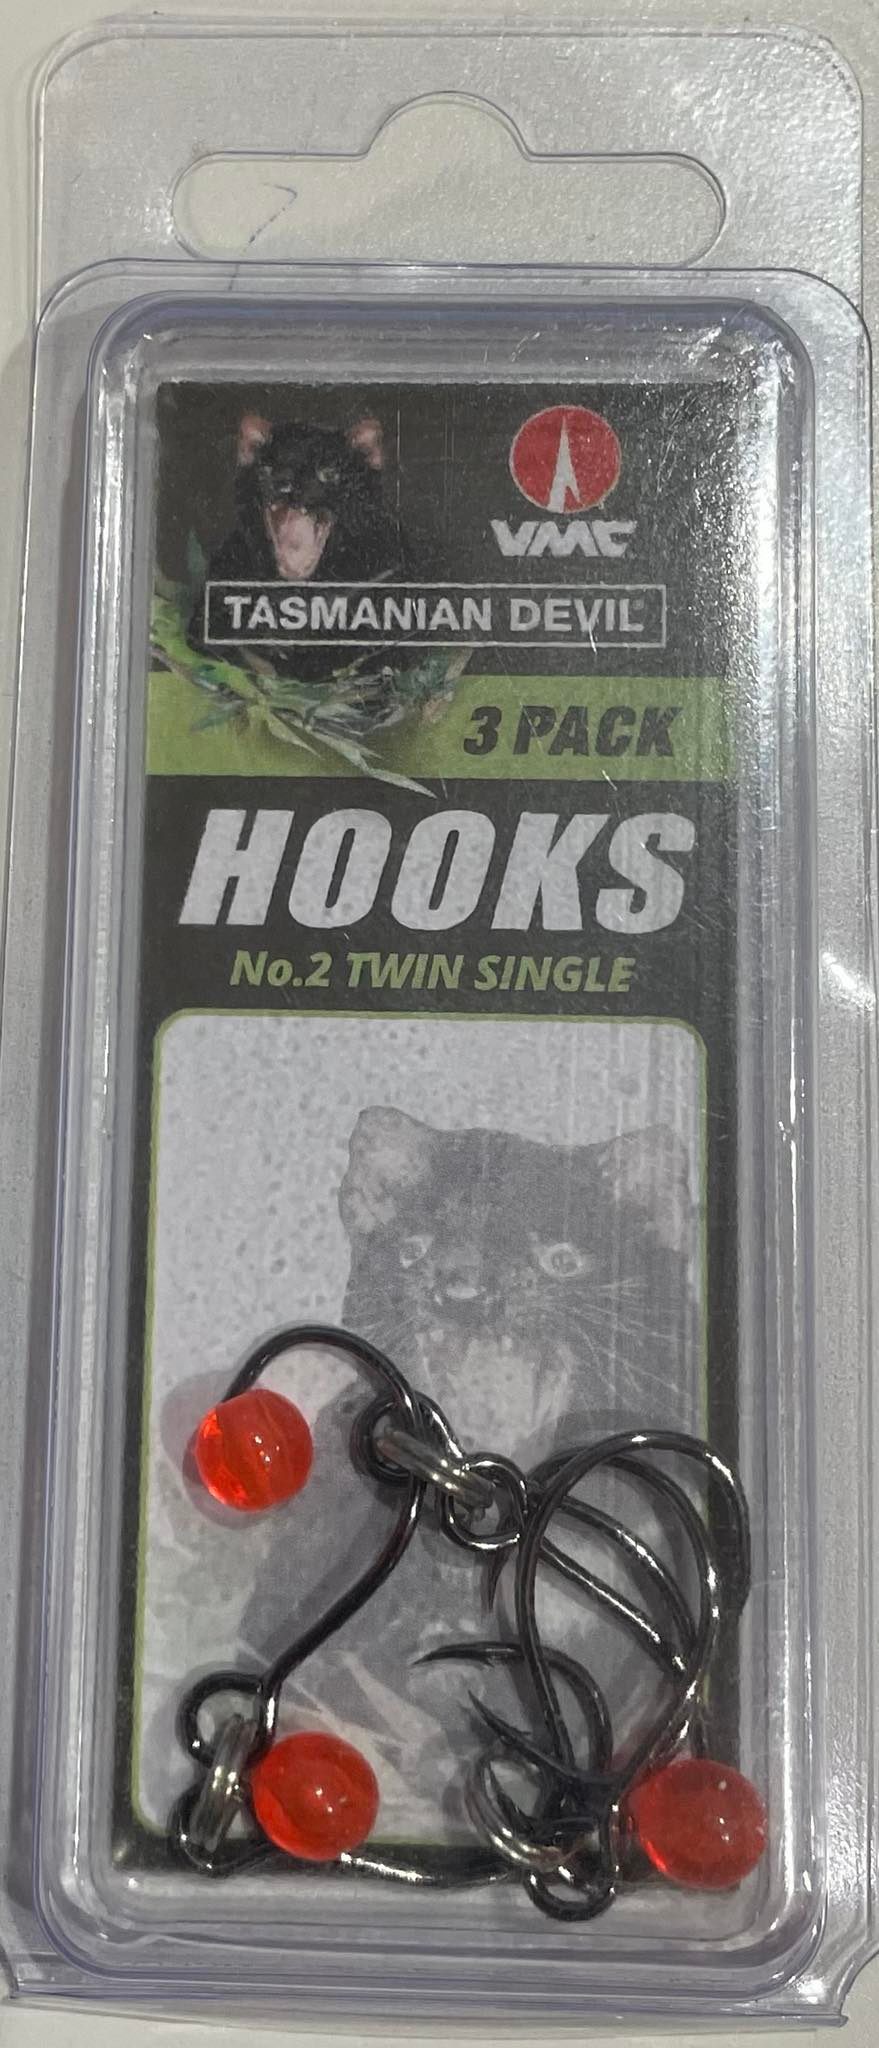 VMC
TASMANIAN DEVIL
3 PACK
HOOKS
No.2 TWIN SINGLE